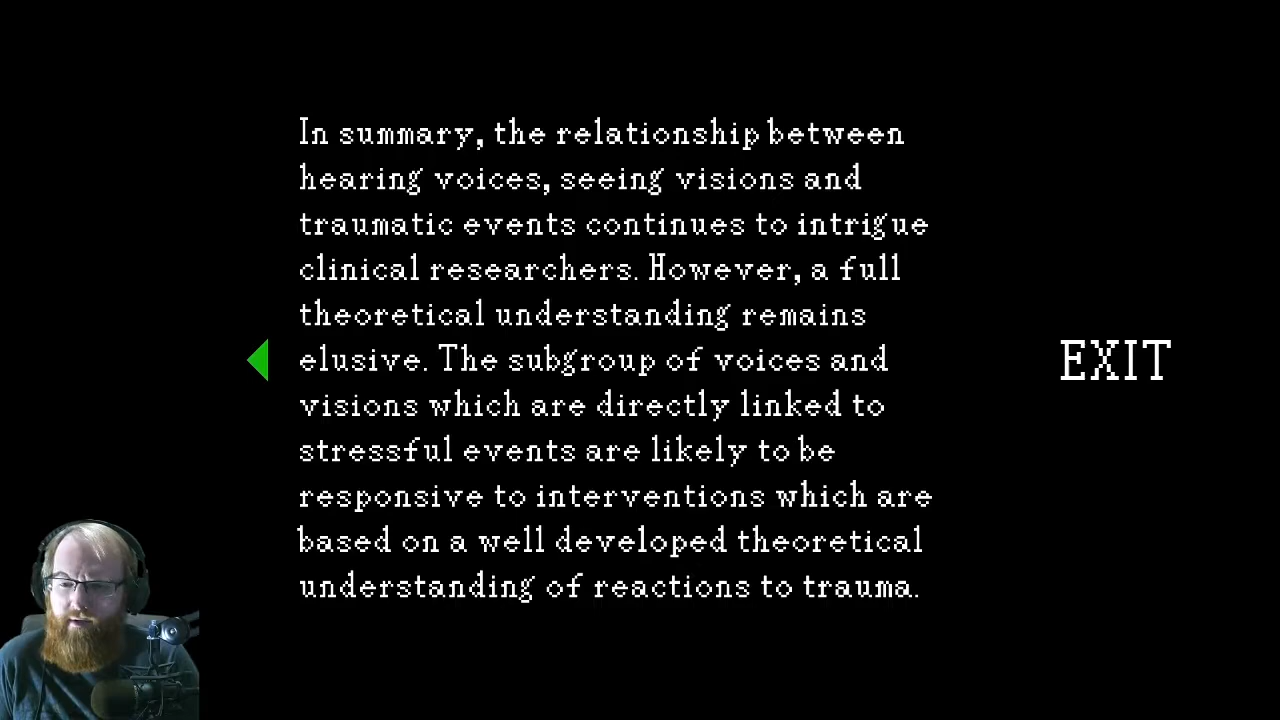 In summary, the relationship between
hearing voices, seeing visions and
traumatic events continues to intrigue
clinical researchers. However, a full
theoretical understanding remains
elusive. The subgroup of voices and
visions which are directly linked to
stressful events are likely to be
responsive to interventions which are
based on a well developed theoretical
understanding of reactions to trauma.
EXIT